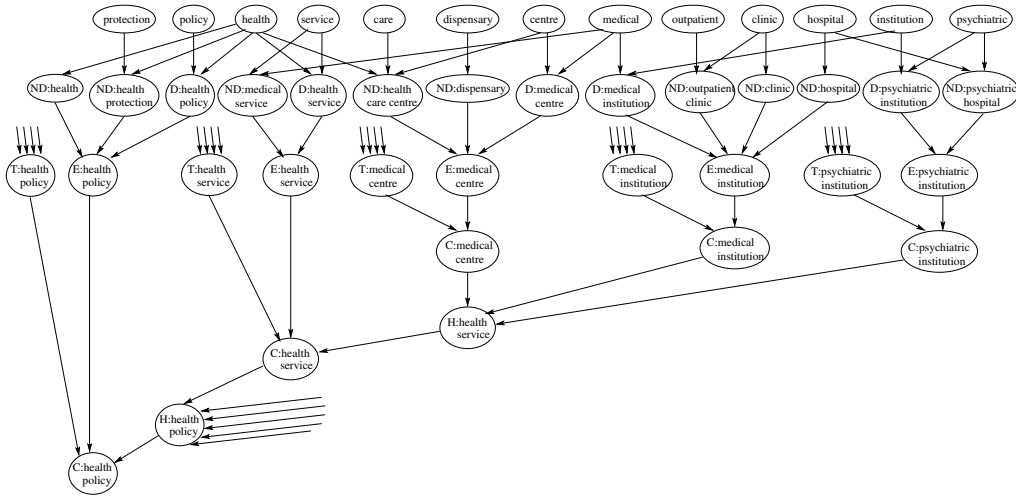 protection
policy
health
service
care
dispensary
centre
medical
outpatient
clinic
hospital
institution
psychiatric
ND:health
ND:health
protection
D:health
policy
ND:medical
service
D:health
service
ND:health
care centre
ND:dispensary
D:medical
centre
D:medical
institution
ND:outpatient
clinic
ND:clinic
ND:hospital
D:psychiatric
institution
ND:psychiatric
hospital
T:health
policy
E:health
policy
T:health
service
E:health
service
T:medical
centre
E:medical
centre
T:medical
institution
E:medical
institution
T:psychiatric
institution
E:psychiatric
institution
C:medical
centre
C:medical
institution
C:psychiatric
institution
H:health
service
C:health
service
H:health
policy
C:health
policy